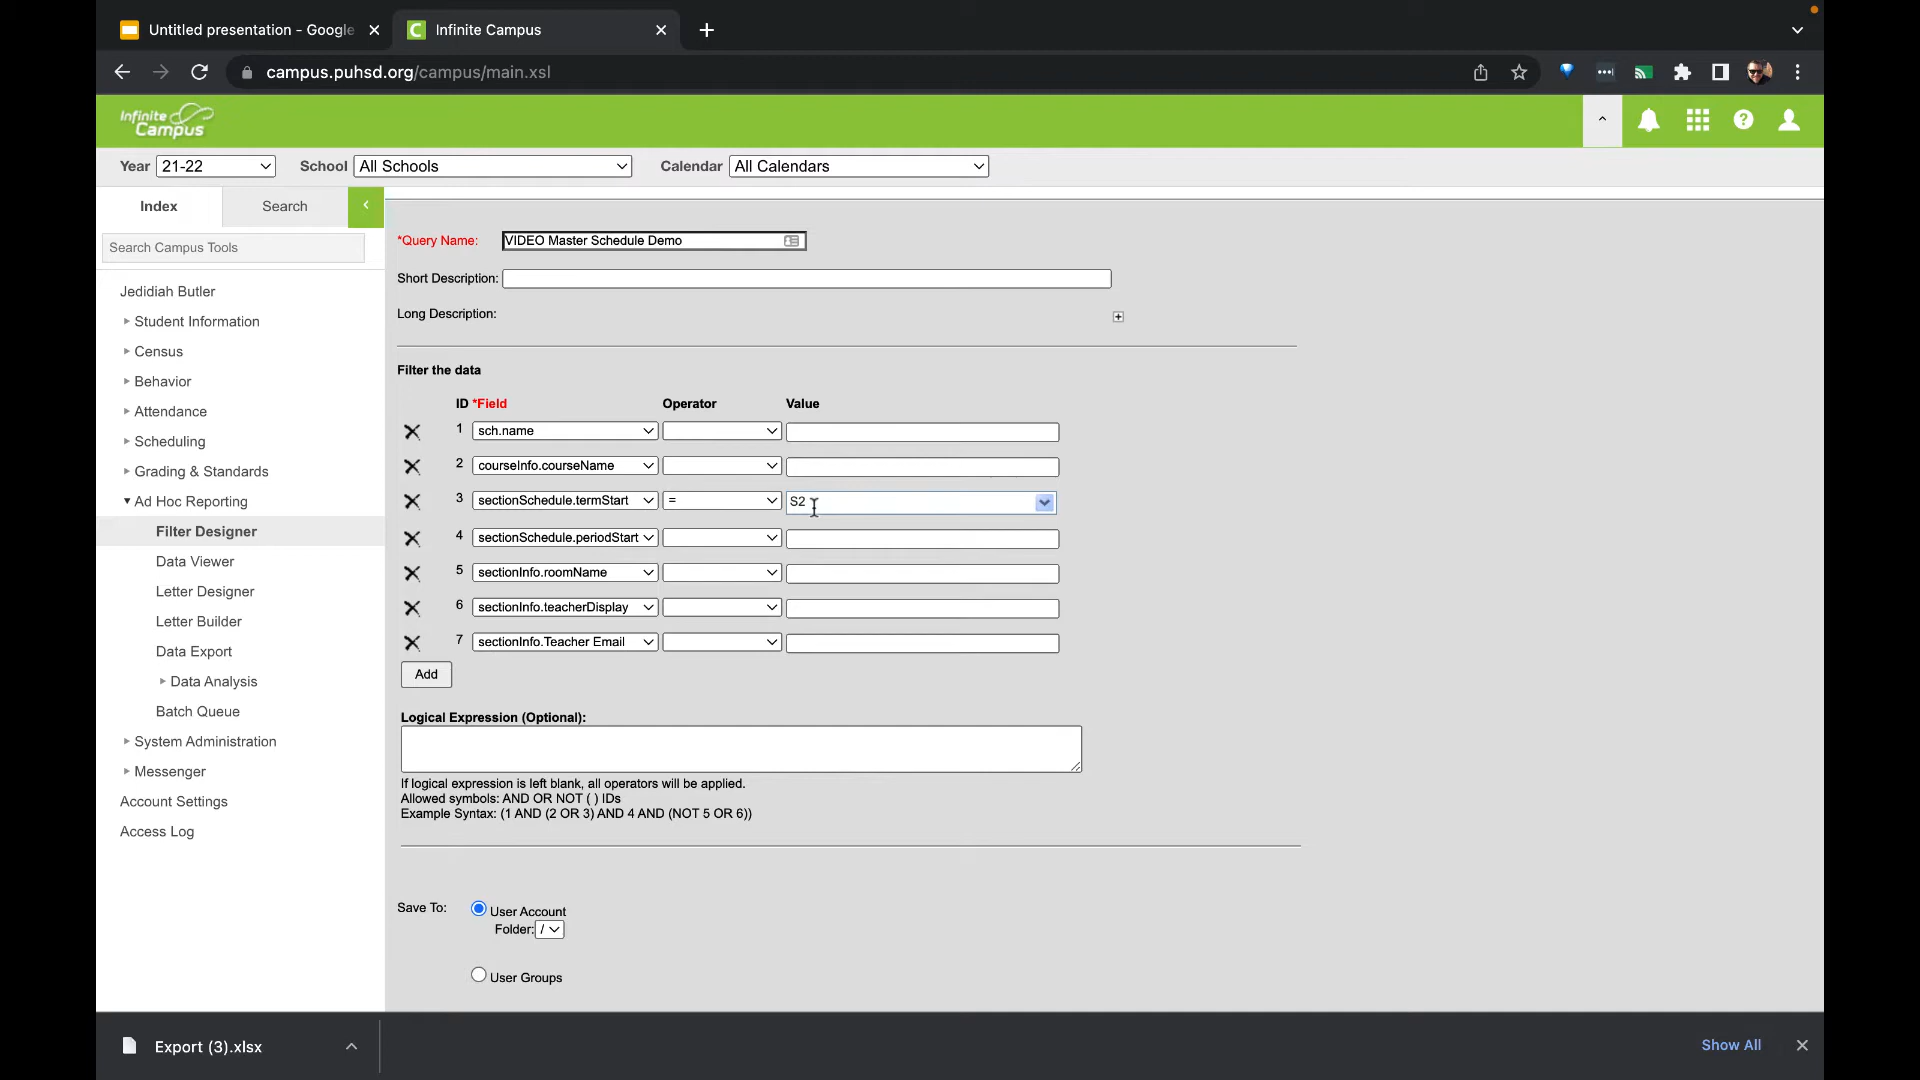 Untitled presentation - Google
Infinite Campus
campus.puhsd.org/campus/main.xsl
Infinite Campus
Year 21-22 School All Schools Calendar All Calendars
Index Search
Search Campus Tools
Jedidiah Butler
Student Information
Census
Behavior
Attendance
Scheduling
Grading & Standards
Ad Hoc Reporting
Filter Designer
Data Viewer
Letter Designer
Letter Builder
Data Export
Data Analysis
Batch Queue
System Administration
Messenger
Account Settings
Access Log
*Query Name: VIDEO Master Schedule Demo
Short Description:
Long Description:
Filter the data
ID *Field Operator Value
1 sch.name
2 courseInfo.courseName
3 sectionSchedule.termStart = S2
4 sectionSchedule.periodStart
5 sectionInfo.roomName
6 sectionInfo.teacherDisplay
7 sectionInfo.Teacher Email
Add
Logical Expression (Optional):
If logical expression is left blank, all operators will be applied.
Allowed symbols: AND OR NOT ( ) IDs
Example Syntax: (1 AND (2 OR 3) AND 4 AND (NOT 5 OR 6))
Save To: User Account
Folder: /
User Groups
Export (3).xlsx
Show All